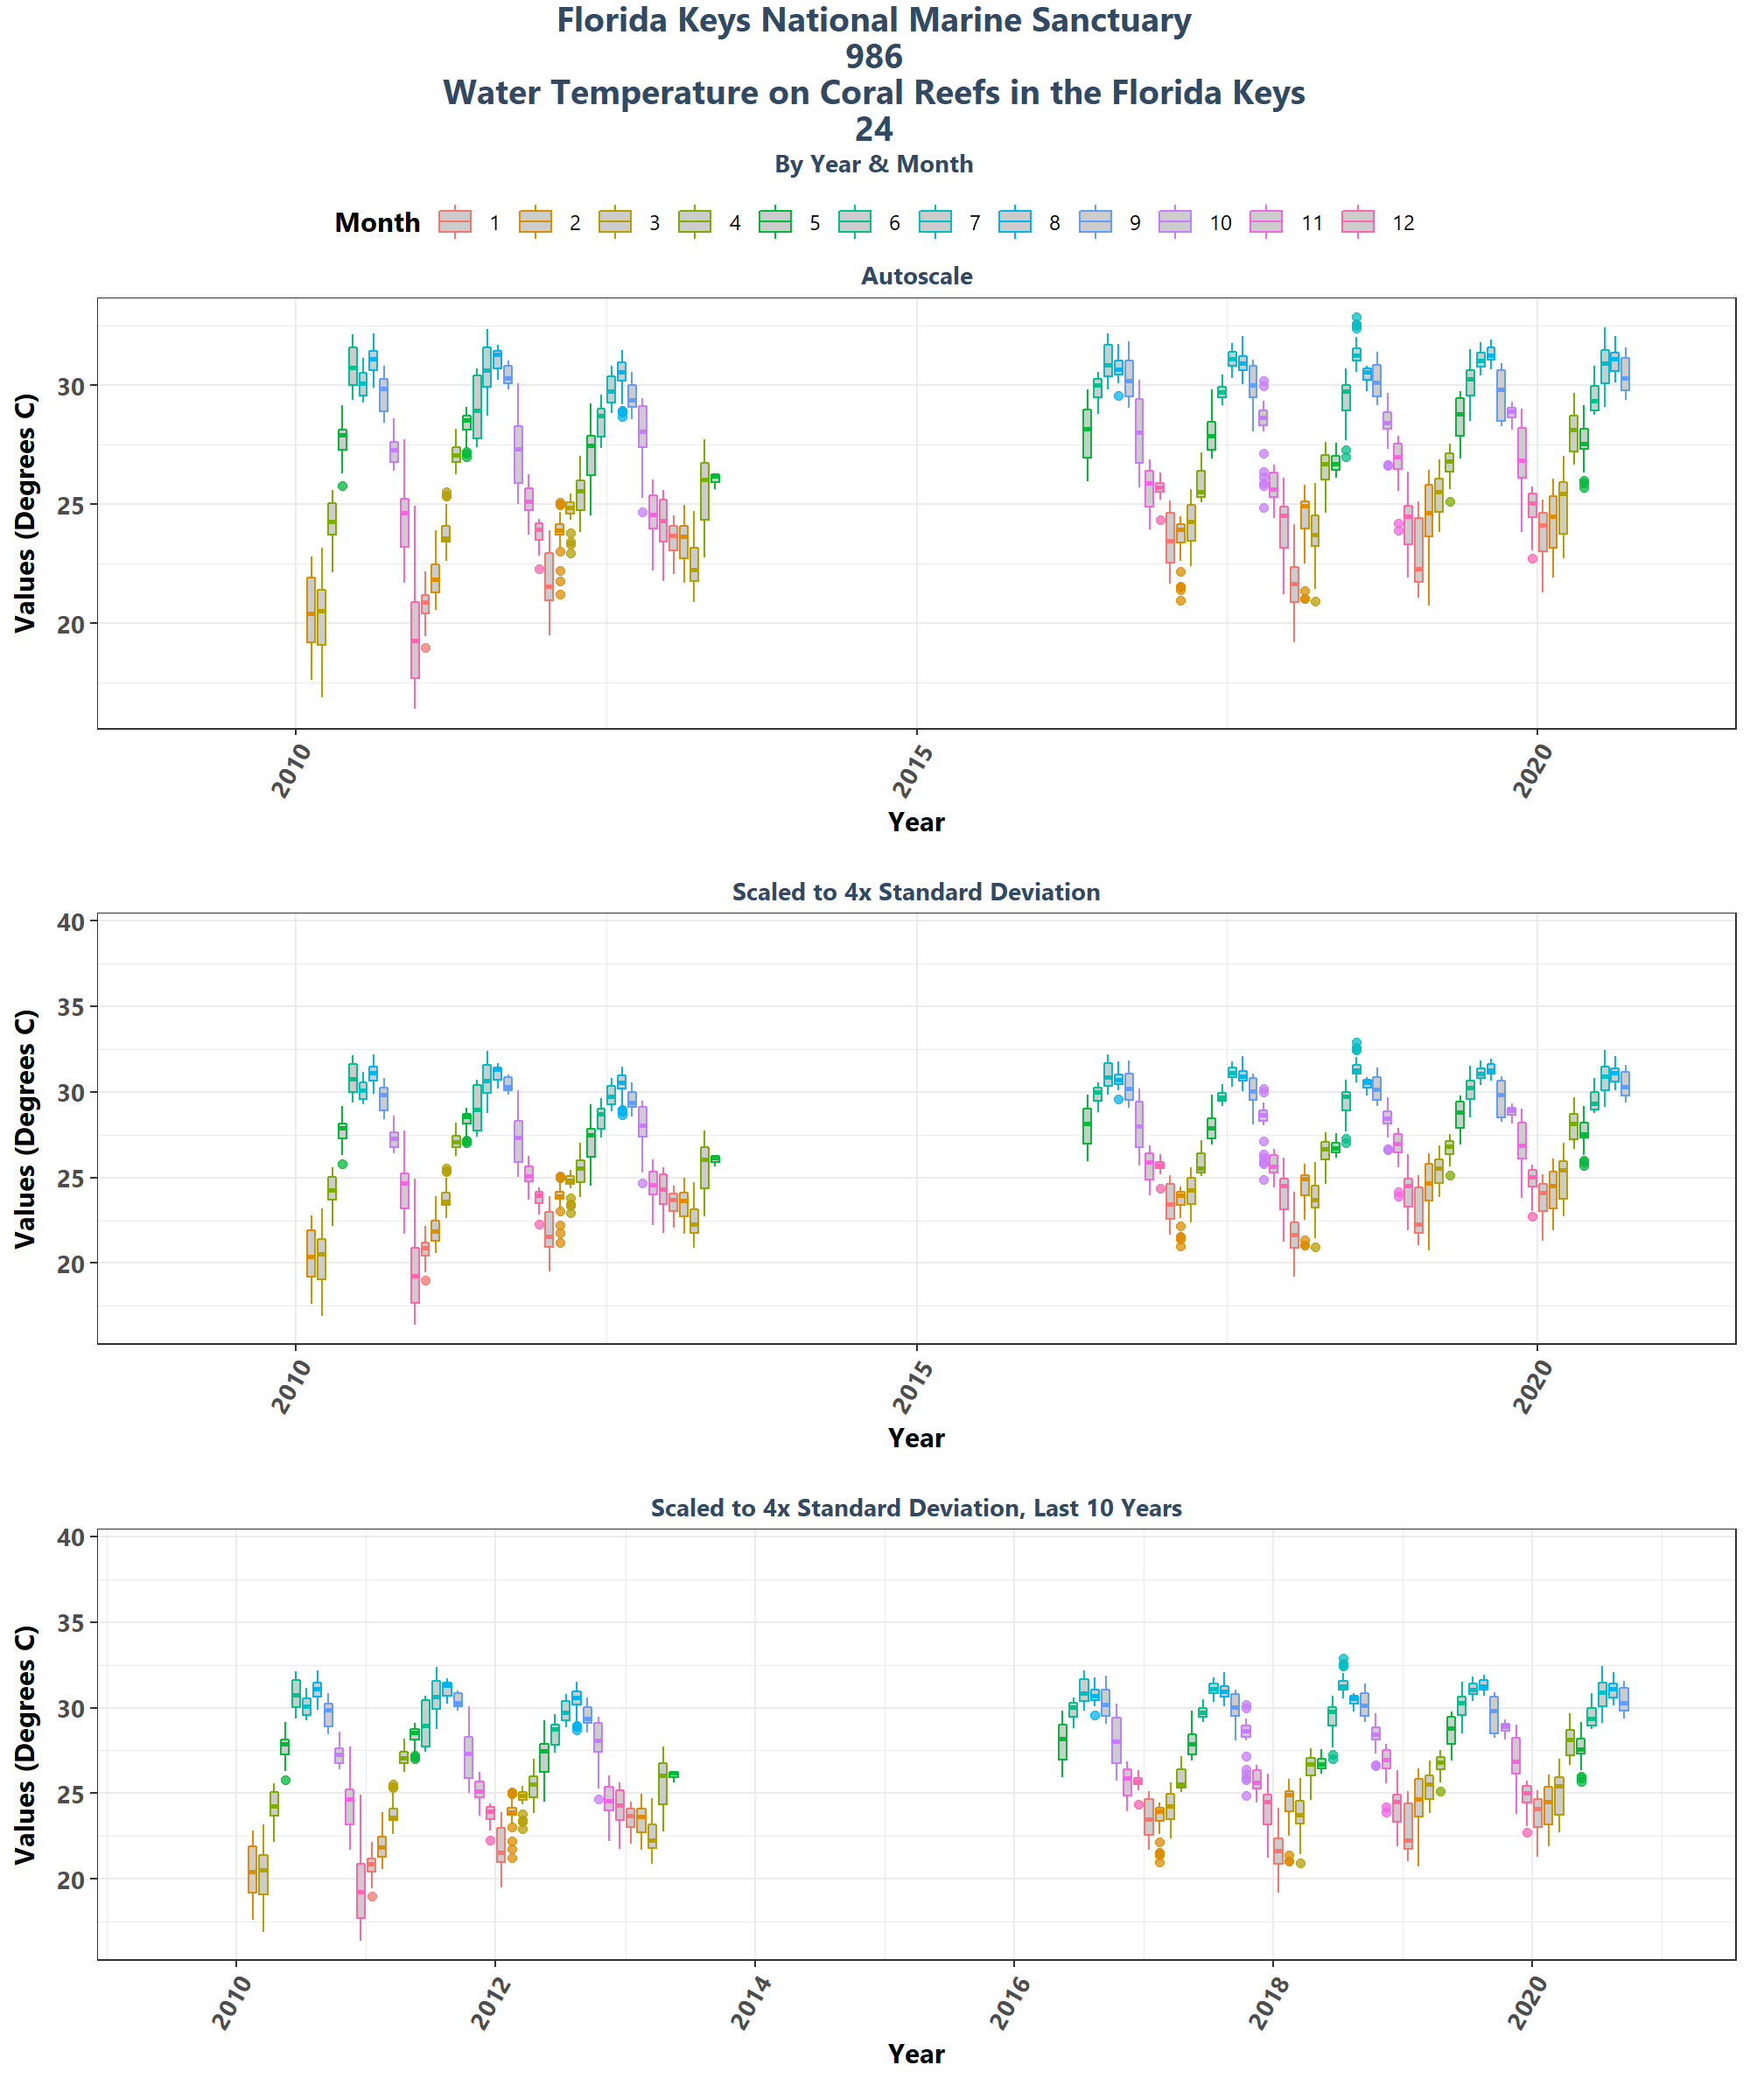 Florida Keys National Marine Sanctuary
986
Water Temperature on Coral Reefs in the Florida Keys
24
By Year & Month
Month 1 2 3 4 5 6 7 8 9 10 11 12
Autoscale
Values (Degrees C)
30
25
20
2010 2015 2020
Year
Scaled to 4x Standard Deviation
Values (Degrees C)
40
35
30
25
20
2010 2015 2020
Year
Scaled to 4x Standard Deviation, Last 10 Years
Values (Degrees C)
40
35
30
25
20
2010 2012 2014 2016 2018 2020
Year